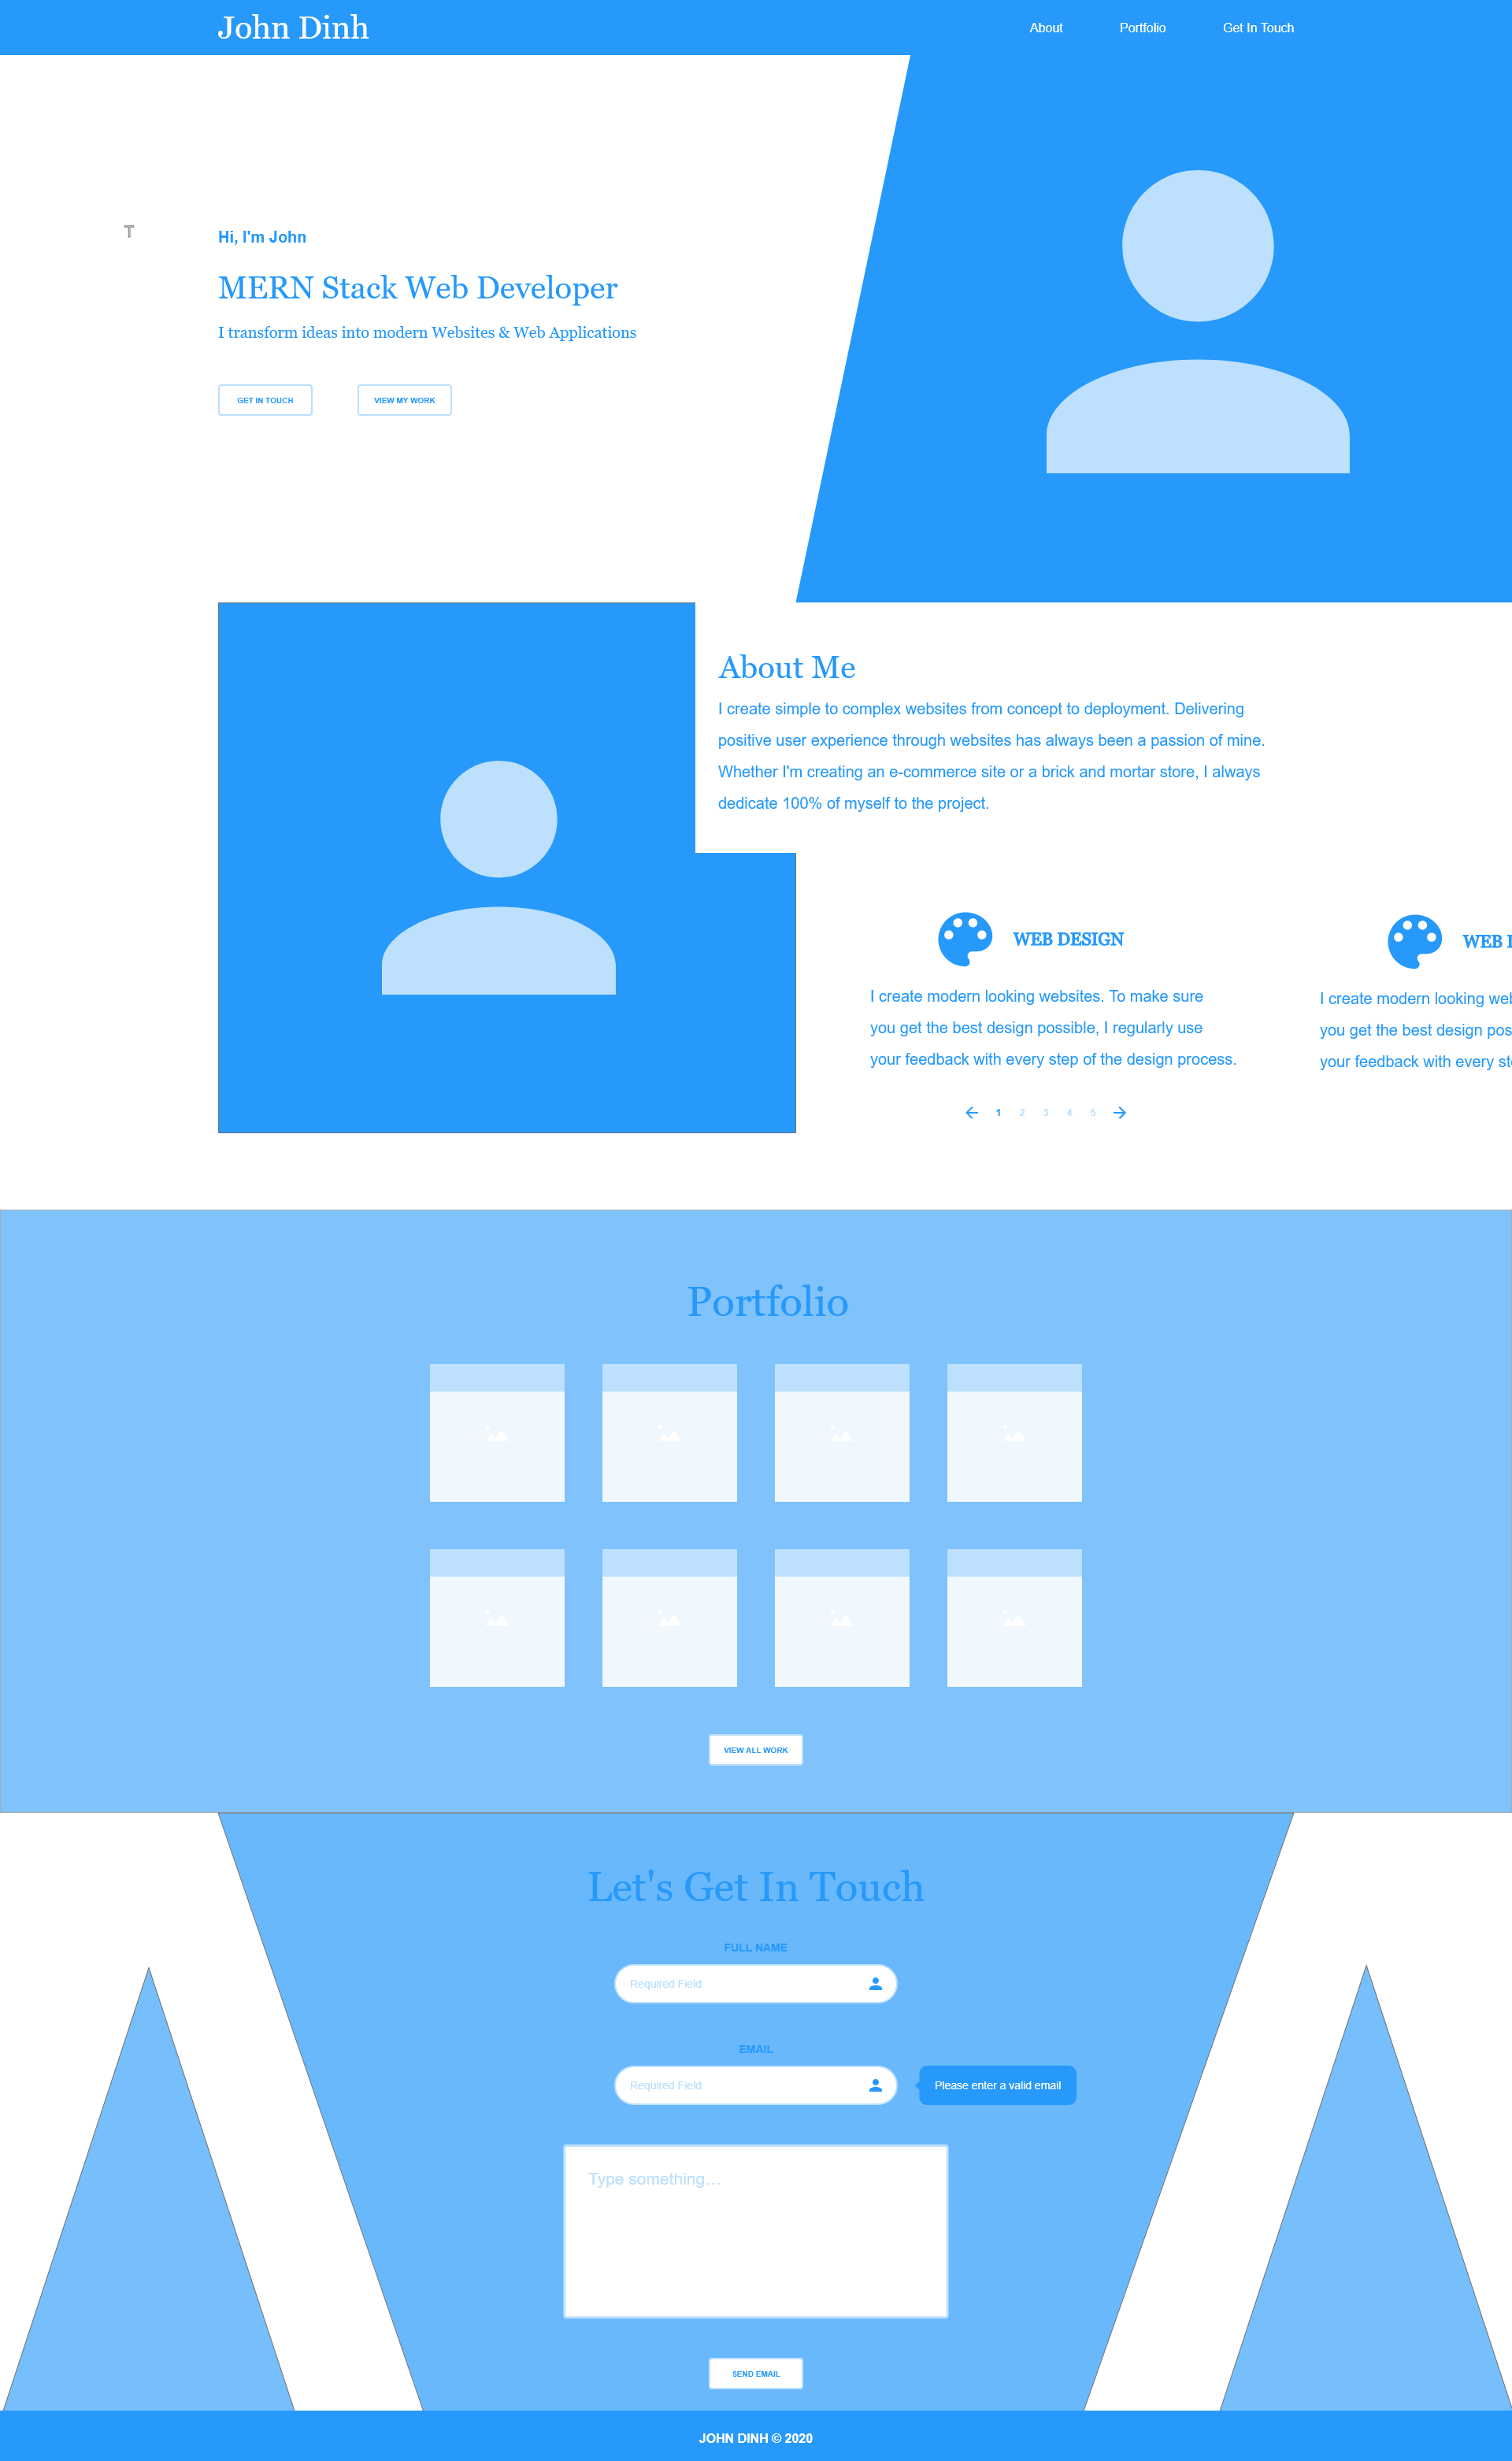 John Dinh
About
Portfolio
Get In Touch
T
Hi, I'm John
MERN Stack Web Developer
I transform ideas into modern Websites & Web Applications
GET IN TOUCH
VIEW MY WORK
About Me
I create simple to complex websites from concept to deployment. Delivering
positive user experience through websites has always been a passion of mine.
Whether I'm creating an e-commerce site or a brick and mortar store, I always
dedicate 100% of myself to the project.
WEB DESIGN
I create modern looking websites. To make sure
you get the best design possible, I regularly use
your feedback with every step of the design process.
1 2 3 4 5
WEB
I create modern looking
you get the best design
your feedback with every
Portfolio
VIEW ALL WORK
Let's Get In Touch
FULL NAME
Required Field
EMAIL
Required Field
Please enter a valid email
Type something...
SEND EMAIL
JOHN DINH © 2020